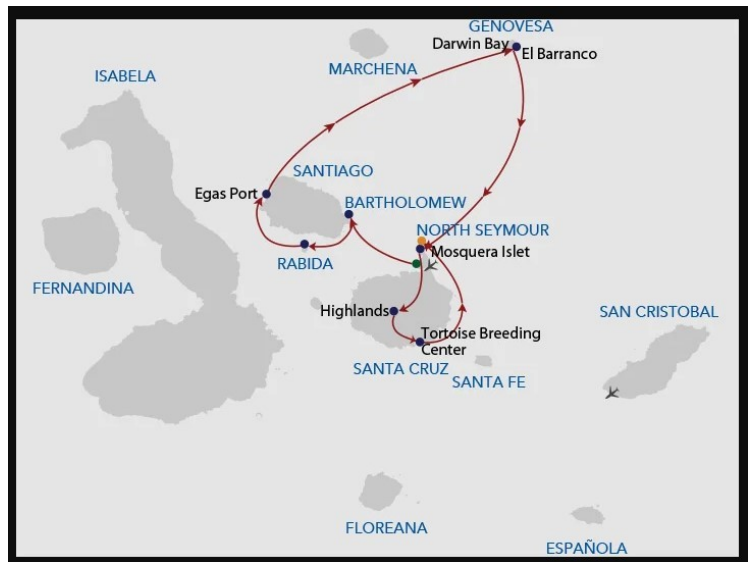 GENOVESA
Darwin Bay
El Barranco
MARCHENA
ISABELA
SANTIAGO
Egas Port
BARTHOLOMEW
NORTH SEYMOUR
Mosquera Islet
RABIDA
FERNANDINA
Highlands
SAN CRISTOBAL
Tortoise Breeding
Center
SANTA CRUZ
SANTA FE
FLOREANA
ESPAÑOLA